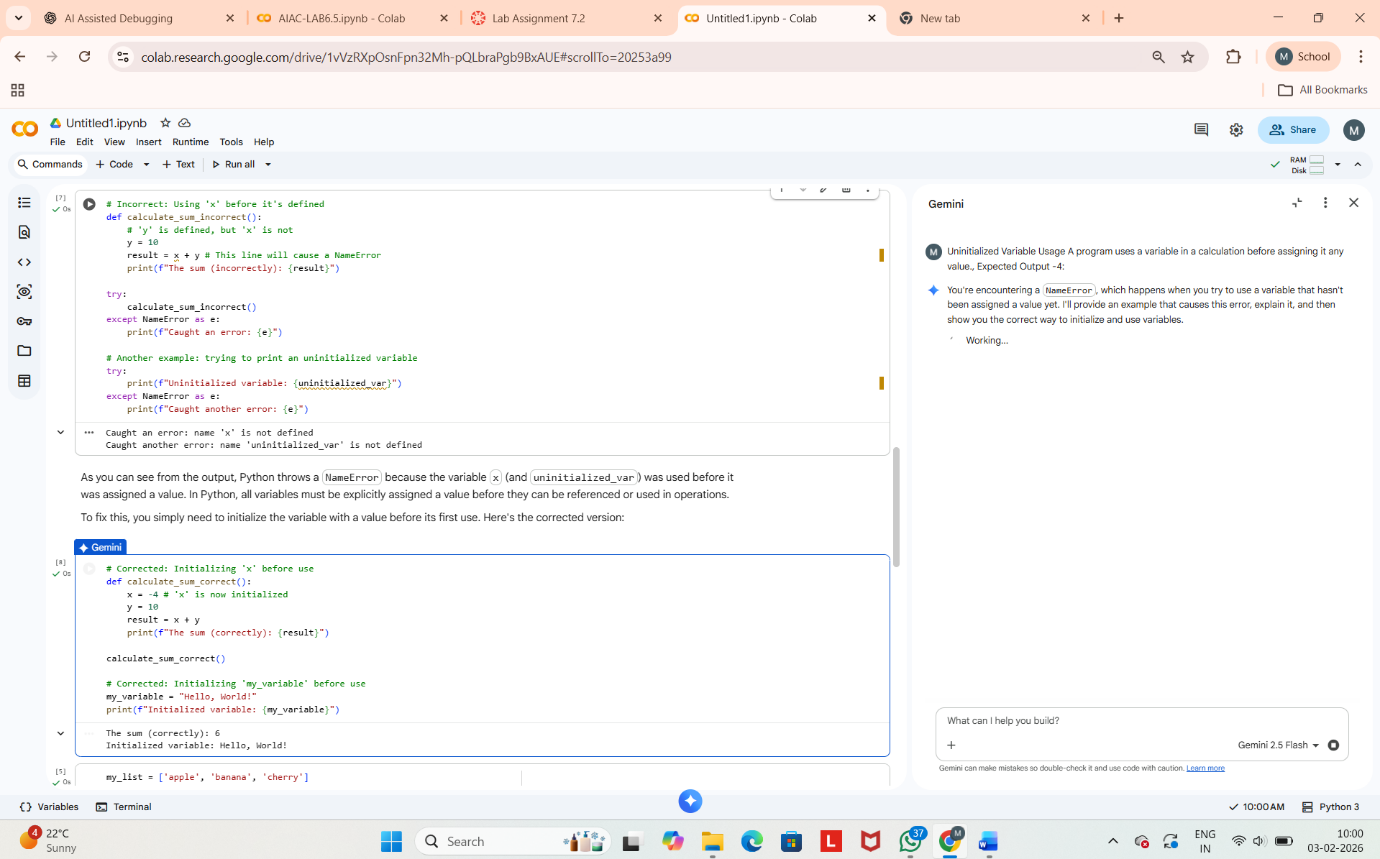 AI Assisted Debugging
AIAC-LAB6.5.ipynb - Colab
Lab Assignment 7.2
Untitled1.ipynb - Colab
New tab
colab.research.google.com/drive/1vVzRXpOsnFpn32Mh-pQLbraPgb9BxAUE#scrollTo=20253a99
M School
All Bookmarks
Untitled1.ipynb
File Edit View Insert Runtime Tools Help
Share
M
Commands + Code + Text Run all
RAM
Disk
[7]
0s
# Incorrect: Using 'x' before it's defined
def calculate_sum_incorrect():
    # 'y' is defined, but 'x' is not
    y = 10
    result = x + y # This line will cause a NameError
    print(f"The sum (incorrectly): {result}")
try:
    calculate_sum_incorrect()
except NameError as e:
    print(f"Caught an error: {e}")
# Another example: trying to print an uninitialized variable
try:
    print(f"Uninitialized variable: {uninitialized_var}")
except NameError as e:
    print(f"Caught another error: {e}")
Caught an error: name 'x' is not defined
Caught another error: name 'uninitialized_var' is not defined
As you can see from the output, Python throws a NameError because the variable x (and uninitialized_var) was used before it
was assigned a value. In Python, all variables must be explicitly assigned a value before they can be referenced or used in operations.
To fix this, you simply need to initialize the variable with a value before its first use. Here's the corrected version:
Gemini
[8]
0s
# Corrected: Initializing 'x' before use
def calculate_sum_correct():
    x = -4 # 'x' is now initialized
    y = 10
    result = x + y
    print(f"The sum (correctly): {result}")
calculate_sum_correct()
# Corrected: Initializing 'my_variable' before use
my_variable = "Hello, World!"
print(f"Initialized variable: {my_variable}")
The sum (correctly): 6
Initialized variable: Hello, World!
[5]
0s
my_list = ['apple', 'banana', 'cherry']
Gemini
M
Uninitialized Variable Usage A program uses a variable in a calculation before assigning it any
value., Expected Output -4:
You're encountering a NameError, which happens when you try to use a variable that hasn't
been assigned a value yet. I'll provide an example that causes this error, explain it, and then
show you the correct way to initialize and use variables.
Working...
What can I help you build?
Gemini 2.5 Flash
Gemini can make mistakes so double-check it and use code with caution. Learn more
Variables Terminal
10:00 AM Python 3
4
22°C
Sunny
Search
L
37
M
ENG
IN
10:00
03-02-2026